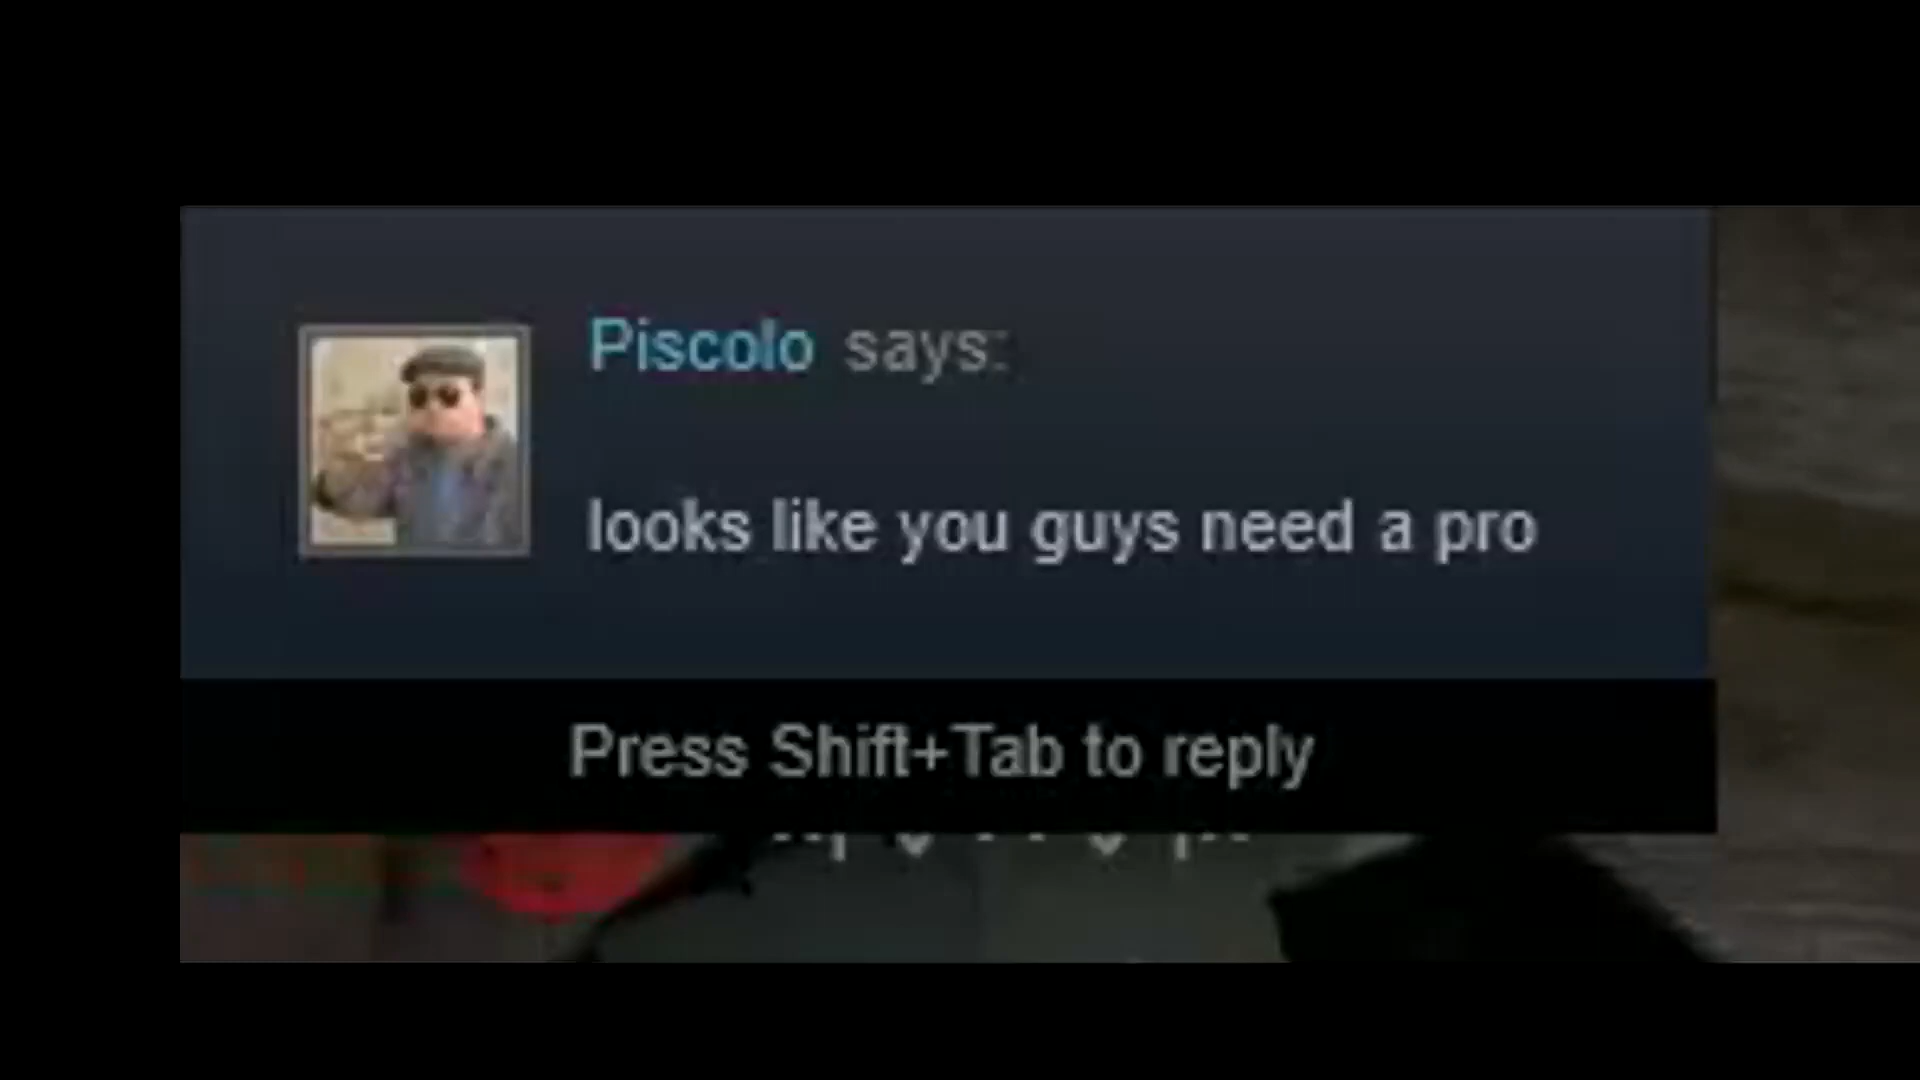 Piscolo says:
looks like you guys need a pro
Press Shift+Tab to reply